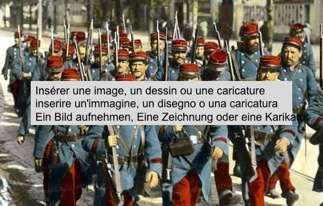 Insérer une image, un dessin ou une caricature
inserire un'immagine, un disegno o una caricatura
Ein Bild aufnehmen, Eine Zeichnung oder eine Karikatur